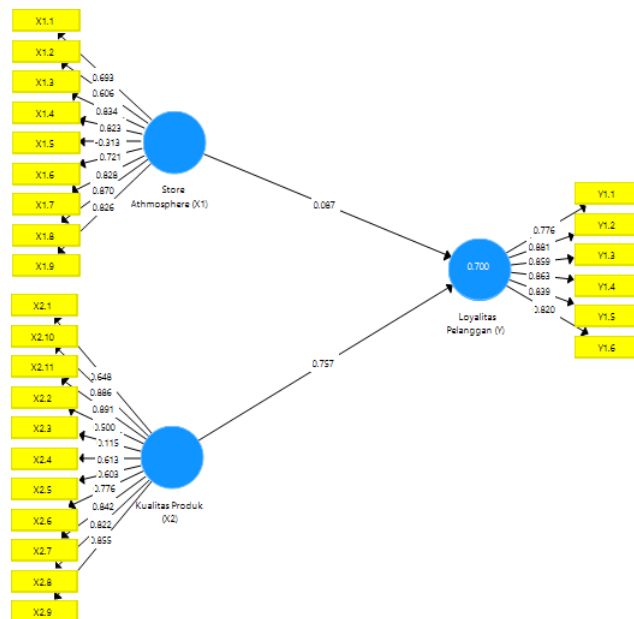 X1.1
X1.2
X1.3
X1.4
X1.5
X1.6
X1.7
X1.8
X1.9
0.693
0.606
0.834
0.823
-0.313
0.721
0.828
0.870
0.826
Store
Athmosphere (X1)
0.087
X2.1
X2.10
X2.11
X2.2
X2.3
X2.4
X2.5
X2.6
X2.7
X2.8
X2.9
0.648
0.886
0.891
0.500
0.115
0.613
0.603
0.776
0.842
0.822
0.855
Kualitas Produk
(X2)
0.757
0.700
Loyalitas
Pelanggan (Y)
0.776
0.881
0.859
0.863
0.839
0.820
Y1.1
Y1.2
Y1.3
Y1.4
Y1.5
Y1.6